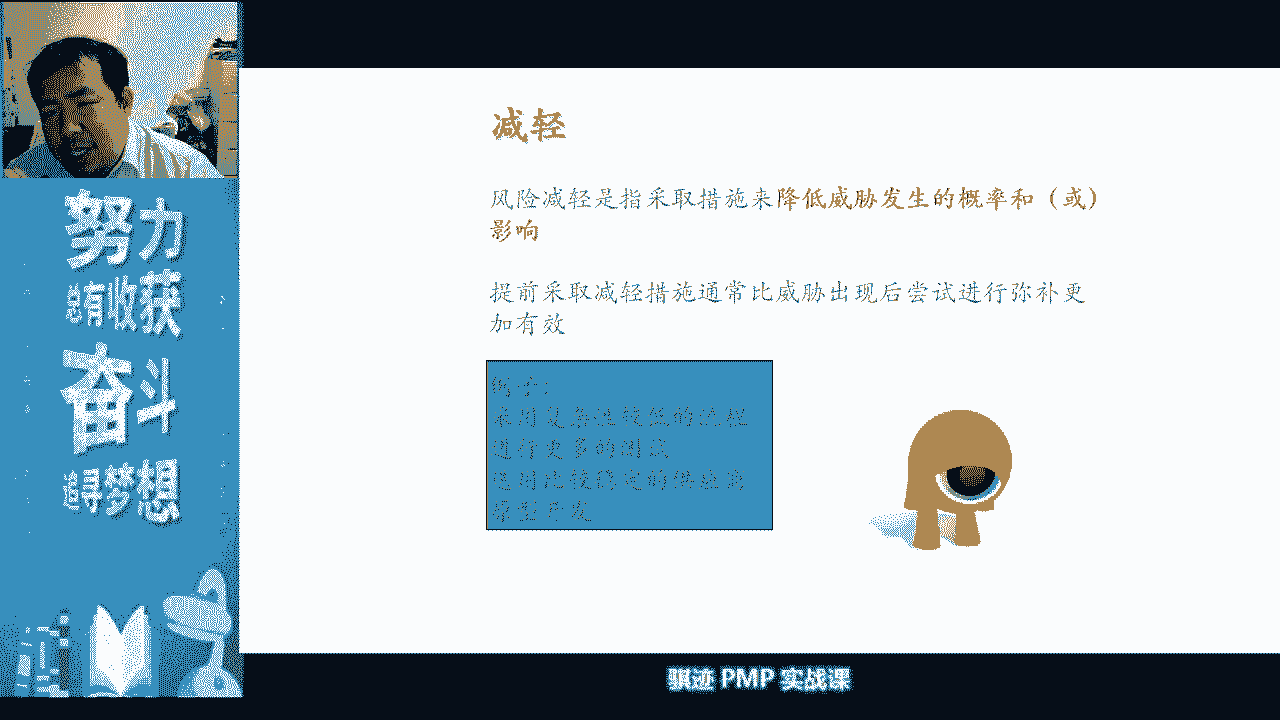 努力
总有收获
奋斗
追寻梦想
减轻
风险减轻是指采取措施来降低威胁发生的概率和（或）
影响
提前采取减轻措施通常比威胁出现后尝试进行弥补更
加有效
例子：
采用复杂性较低的流程
进行更多的测试
选用比较稳定的供应商
原型开发
骐迹 PMP 实战课